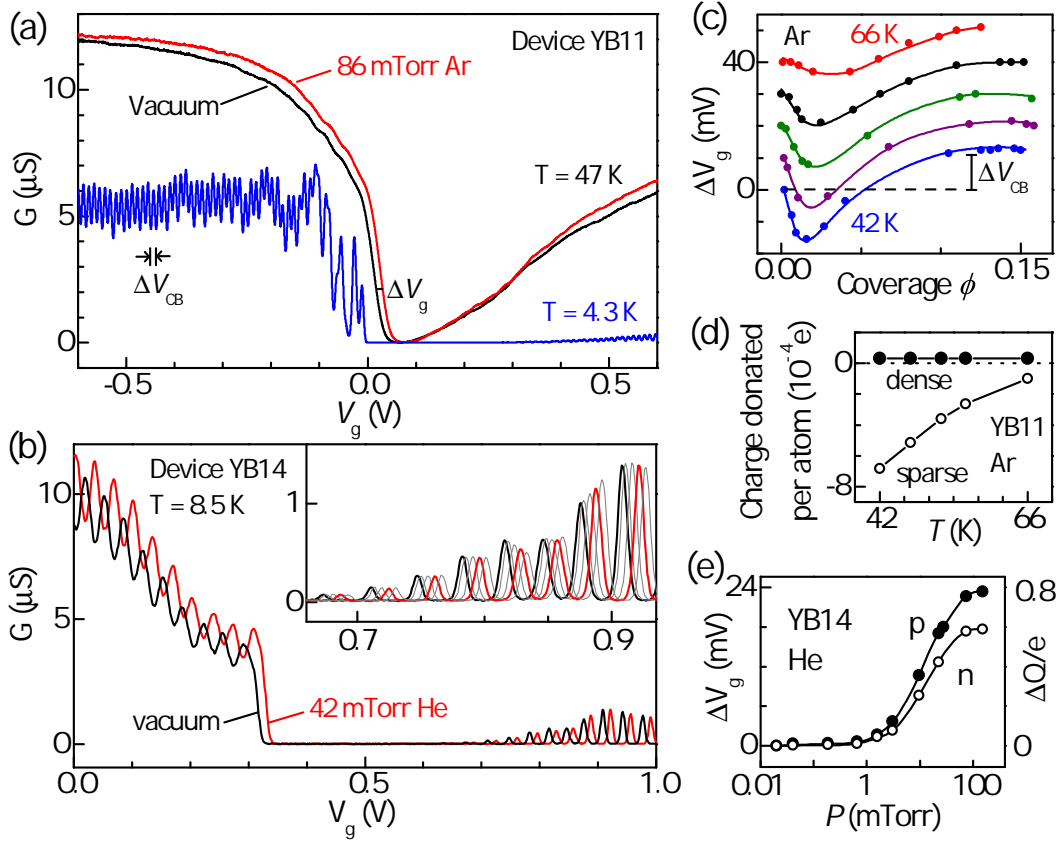 (a)
Device YB11
86 mTorr Ar
Vacuum
T = 47 K
ΔV_CB
ΔV_g
T = 4.3 K
G (μS)
10
5
0
-0.5
0.0
0.5
V_g (V)
(b)
Device YB14
T = 8.5 K
vacuum
42 mTorr He
G (μS)
10
5
0
0.0
0.5
1.0
V_g (V)
1
0
0.7
0.9
(c)
Ar
66 K
42 K
ΔV_CB
ΔV_g (mV)
40
0
0.00
0.15
Coverage ϕ
(d)
Charge donated
per atom (10⁻⁴e)
0
-8
dense
sparse
YB11
Ar
42
66
T (K)
(e)
YB14
He
p
n
ΔV_g (mV)
24
0
0.8
0
ΔQ/e
0.01
1
100
P (mTorr)